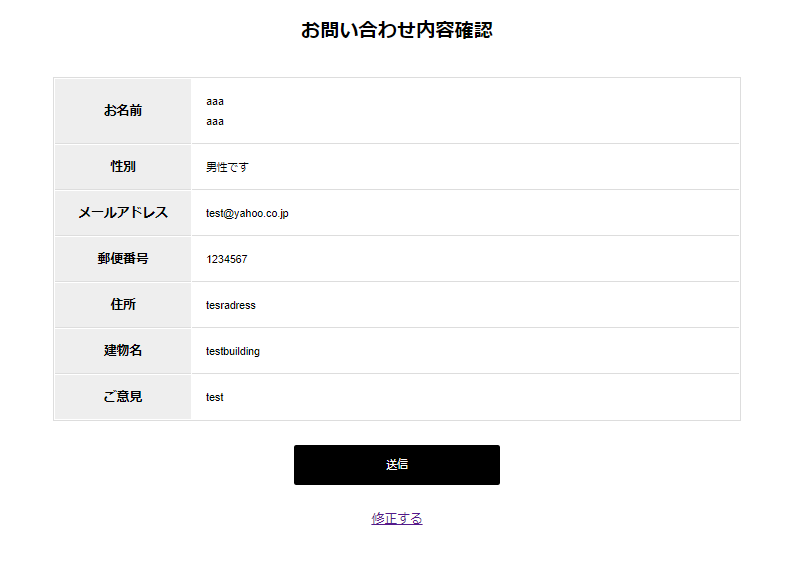 お問い合わせ内容確認
お名前
aaa
aaa
性別
男性です
メールアドレス
test@yahoo.co.jp
郵便番号
1234567
住所
tesradress
建物名
testbuilding
ご意見
test
送信
修正する